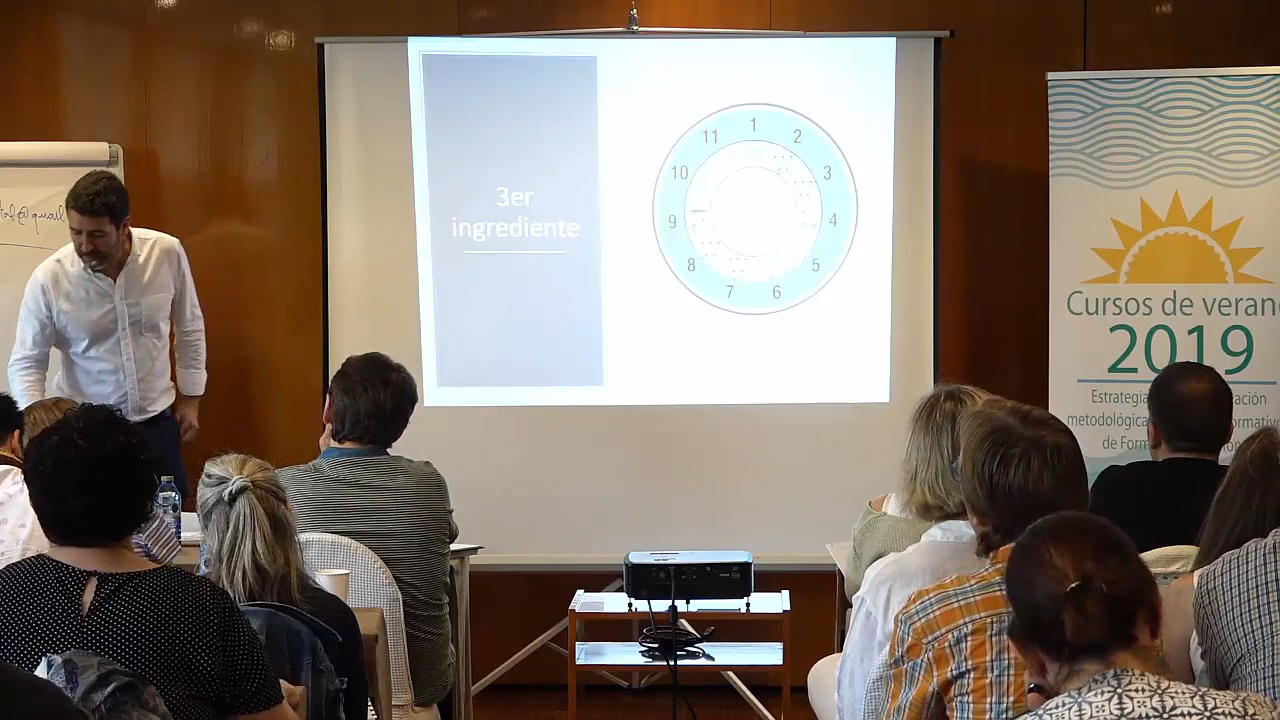 3er
ingrediente
11
1
2
10
3
9
4
8
5
7
6
Cursos de veran
2019
Estrategia
metodológica
de Form